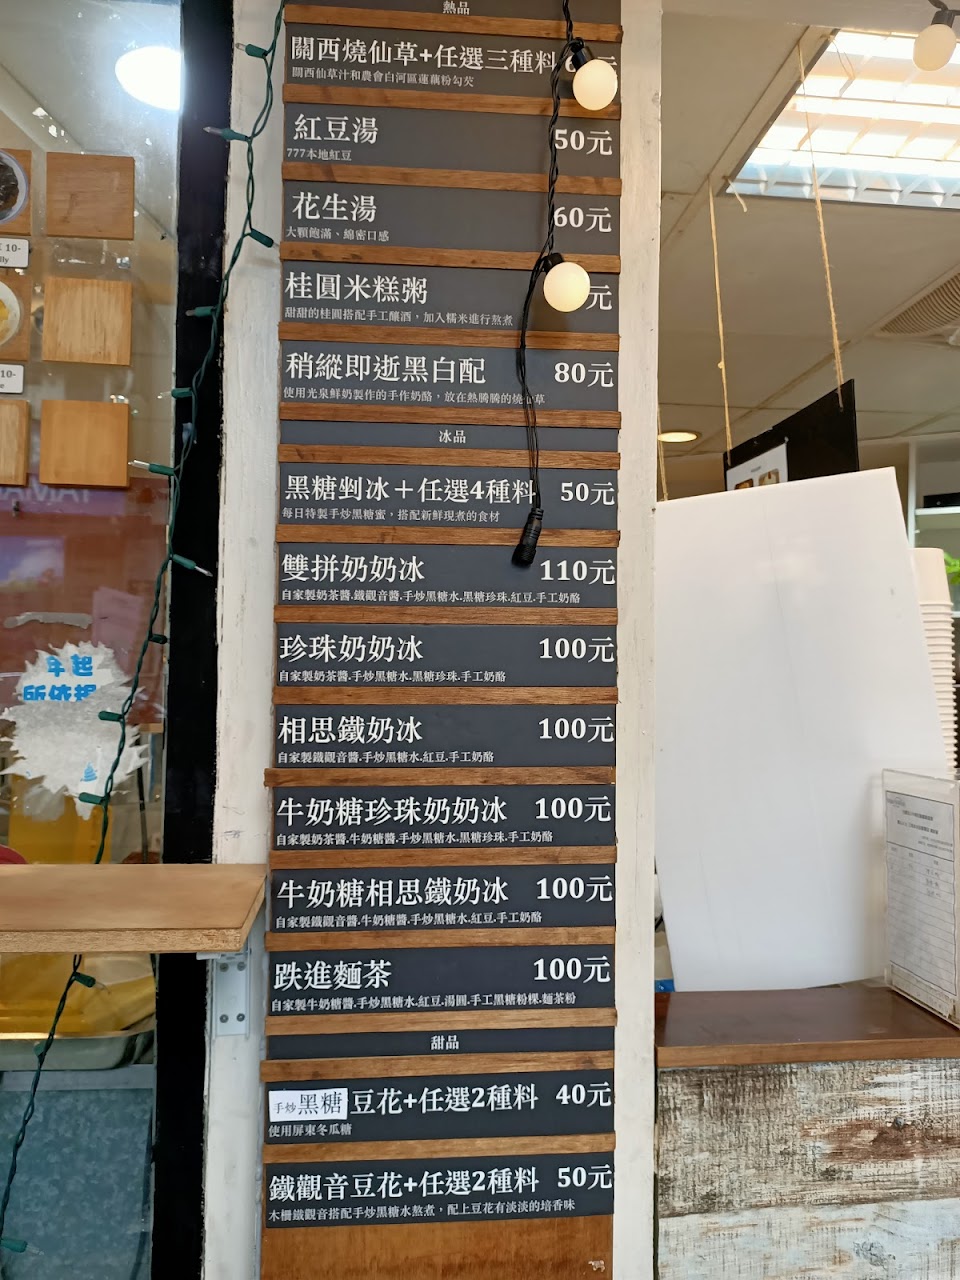 熱品
關西燒仙草+任選三種料 元
關西仙草汁和農會白河區蓮藕粉勾芡
紅豆湯 50元
777本地紅豆
花生湯 60元
大顆飽滿、綿密口感
桂圓米糕粥 元
甜甜的桂圓搭配手工釀酒，加入糯米進行熬煮
稍縱即逝黑白配 80元
使用光泉鮮奶製作的手作奶酪，放在熱騰騰的燒仙草
冰品
黑糖剉冰＋任選4種料 50元
每日特製手炒黑糖蜜，搭配新鮮現煮的食材
雙拼奶奶冰 110元
自家製奶茶醬.鐵觀音醬.手炒黑糖水.黑糖珍珠.紅豆.手工奶酪
珍珠奶奶冰 100元
自家製奶茶醬.手炒黑糖水.黑糖珍珠.手工奶酪
相思鐵奶冰 100元
自家製鐵觀音醬.手炒黑糖水.紅豆.手工奶酪
牛奶糖珍珠奶奶冰 100元
自家製奶茶醬.牛奶糖醬.手炒黑糖水.黑糖珍珠.手工奶酪
牛奶糖相思鐵奶冰 100元
自家製鐵觀音醬.牛奶糖醬.手炒黑糖水.紅豆.手工奶酪
跌進麵茶 100元
自家製牛奶糖醬.手炒黑糖水.紅豆.湯圓.手工黑糖粉粿.麵茶粉
甜品
手炒黑糖豆花+任選2種料 40元
使用屏東冬瓜糖
鐵觀音豆花+任選2種料 50元
木柵鐵觀音搭配手炒黑糖水熬煮，配上豆花有淡淡的培香味